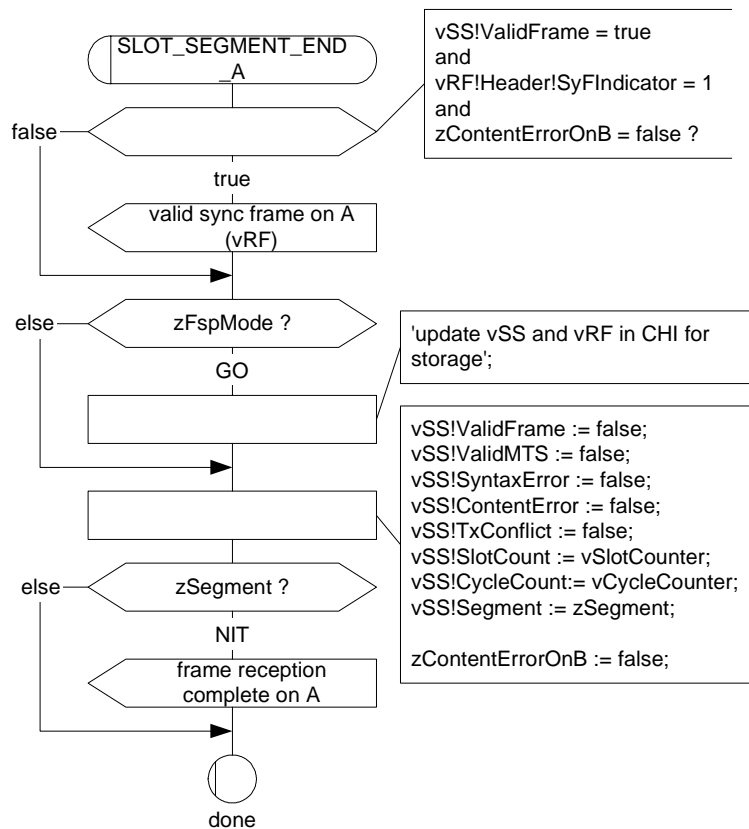 SLOT_SEGMENT_END
_A
vSS!ValidFrame = true
and
vRF!Header!SyFIndicator = 1
and
zContentErrorOnB = false ?
false
true
valid sync frame on A
(vRF)
else
zFspMode ?
GO
'update vSS and vRF in CHI for
storage';
vSS!ValidFrame := false;
vSS!ValidMTS := false;
vSS!SyntaxError := false;
vSS!ContentError := false;
vSS!TxConflict := false;
vSS!SlotCount := vSlotCounter;
vSS!CycleCount:= vCycleCounter;
vSS!Segment := zSegment;
zContentErrorOnB := false;
else
zSegment ?
NIT
frame reception
complete on A
done